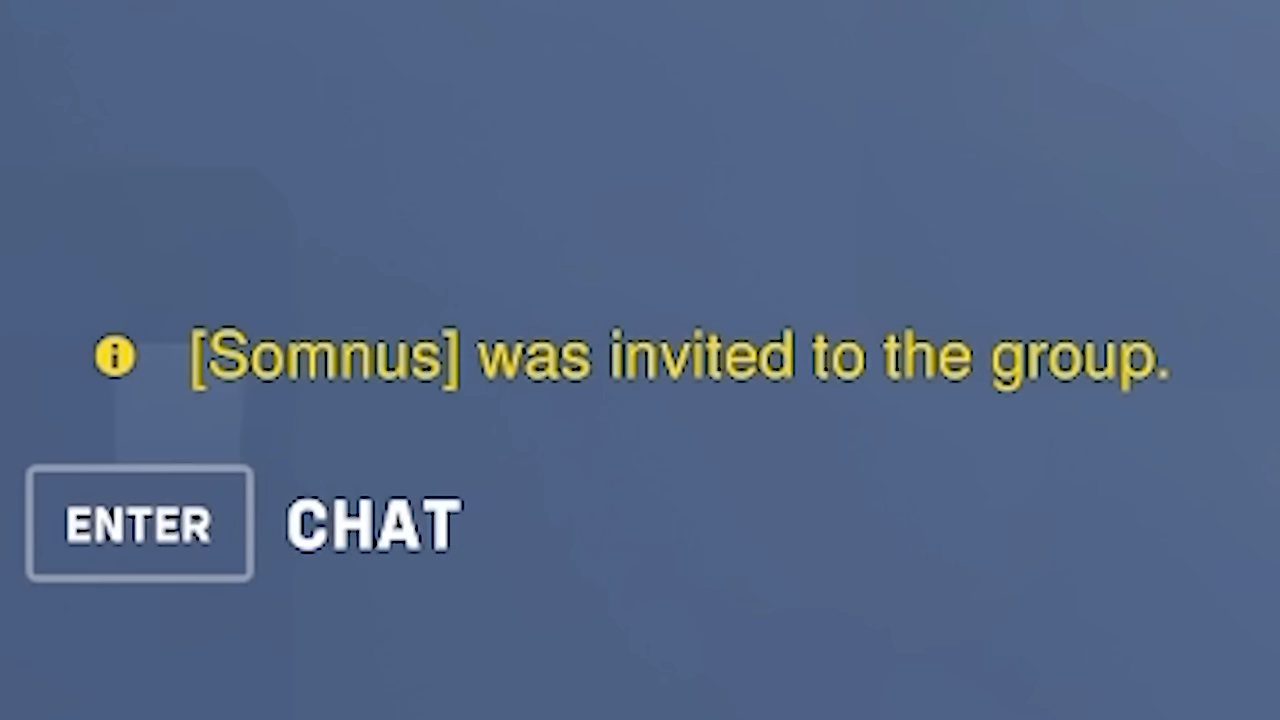 [Somnus] was invited to the group.
ENTER CHAT